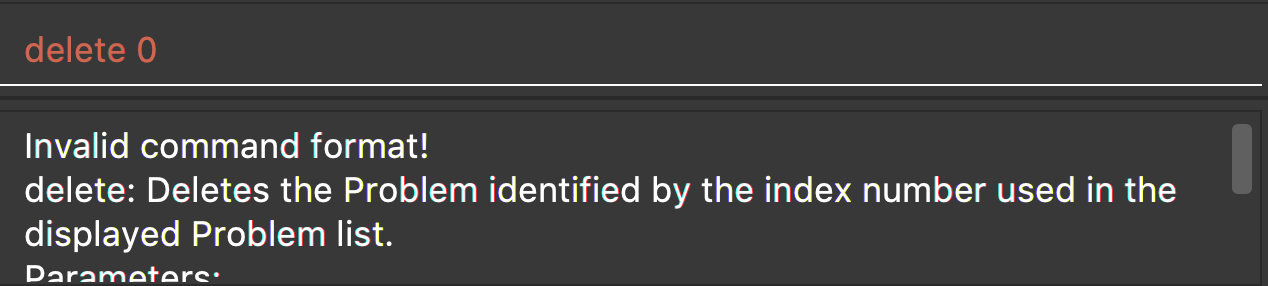 delete 0
Invalid command format!
delete: Deletes the Problem identified by the index number used in the
displayed Problem list.
Parameters: